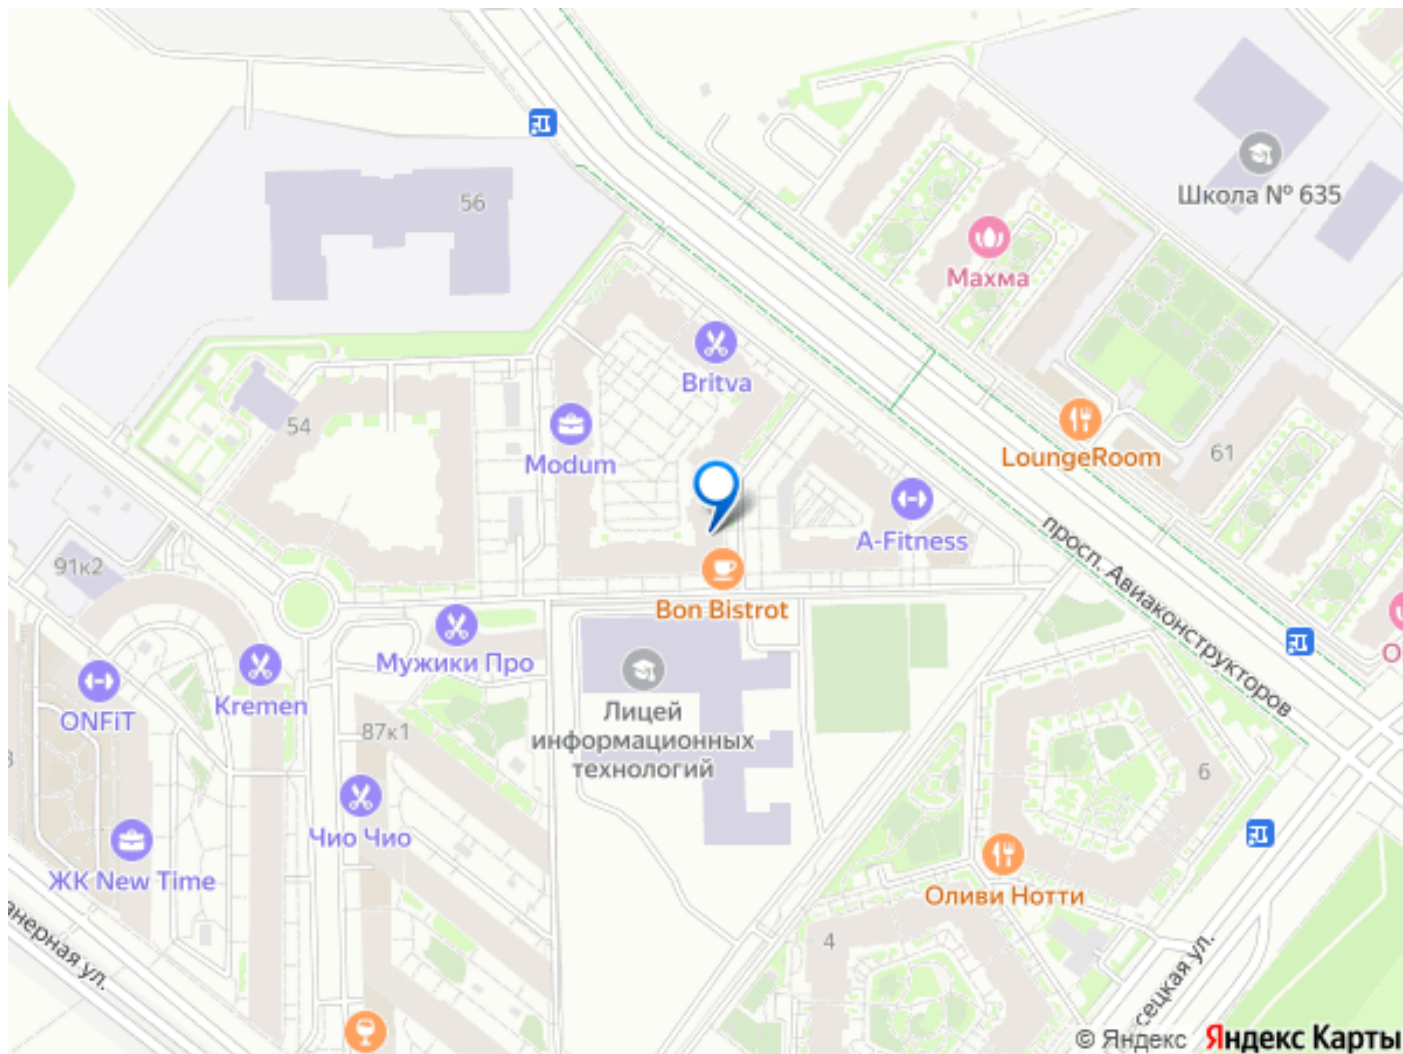 56
Школа № 635
Махма
Britva
54
Modum
LoungeRoom
61
A-Fitness
просп. Авиаконструкторов
91к2
Bon Bistrot
Мужики Про
Kremen
ONFiT
87к1
Лицей
информационных
технологий
О
6
Чио Чио
ЖК New Time
Оливи Нотти
4
анерная ул.
сецкая ул.
© Яндекс Яндекс Карты